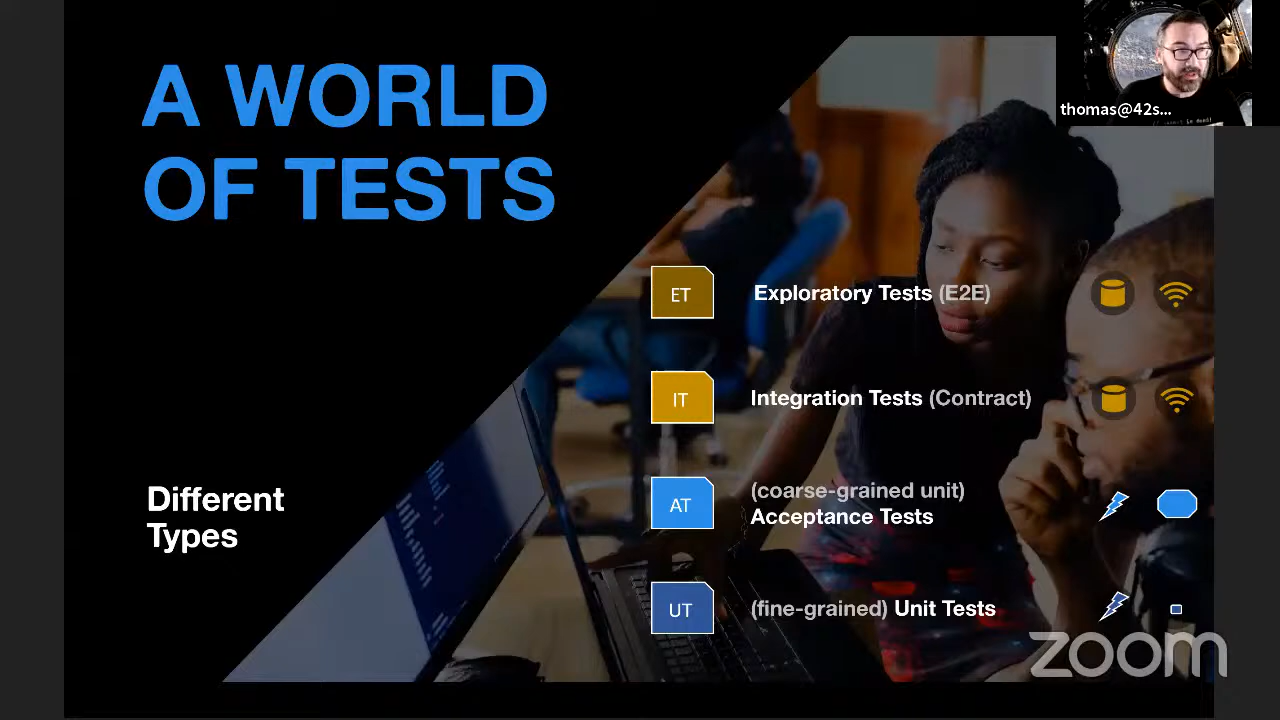 A WORLD
OF TESTS
thomas@42s...
ET
Exploratory Tests (E2E)
IT
Integration Tests (Contract)
Different
Types
AT
(coarse-grained unit)
Acceptance Tests
UT
(fine-grained) Unit Tests
zoom